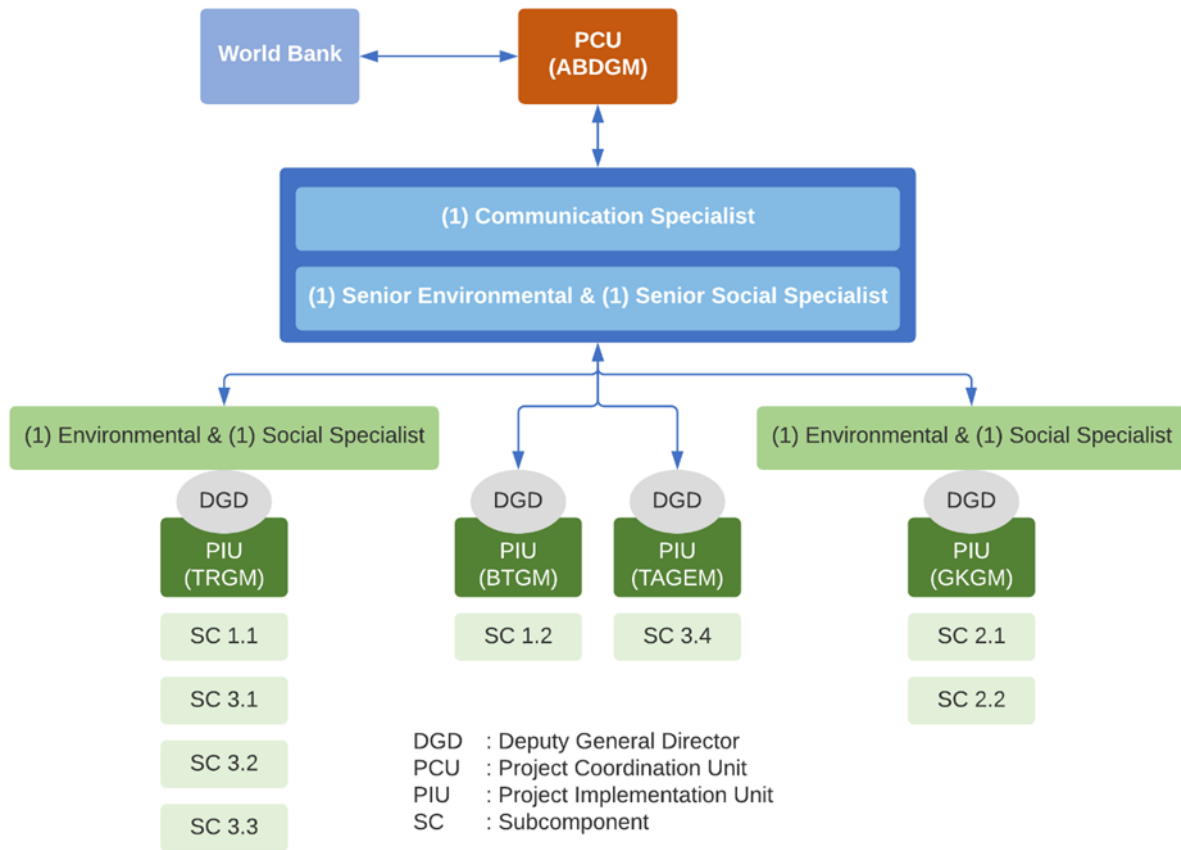 World Bank
PCU
(ABDGM)
(1) Communication Specialist
(1) Senior Environmental & (1) Senior Social Specialist
(1) Environmental & (1) Social Specialist
(1) Environmental & (1) Social Specialist
DGD
DGD
DGD
DGD
PIU
(TRGM)
PIU
(BTGM)
PIU
(TAGEM)
PIU
(GKGM)
SC 1.1
SC 1.2
SC 3.4
SC 2.1
SC 3.1
SC 2.2
SC 3.2
SC 3.3
DGD : Deputy General Director
PCU : Project Coordination Unit
PIU : Project Implementation Unit
SC : Subcomponent